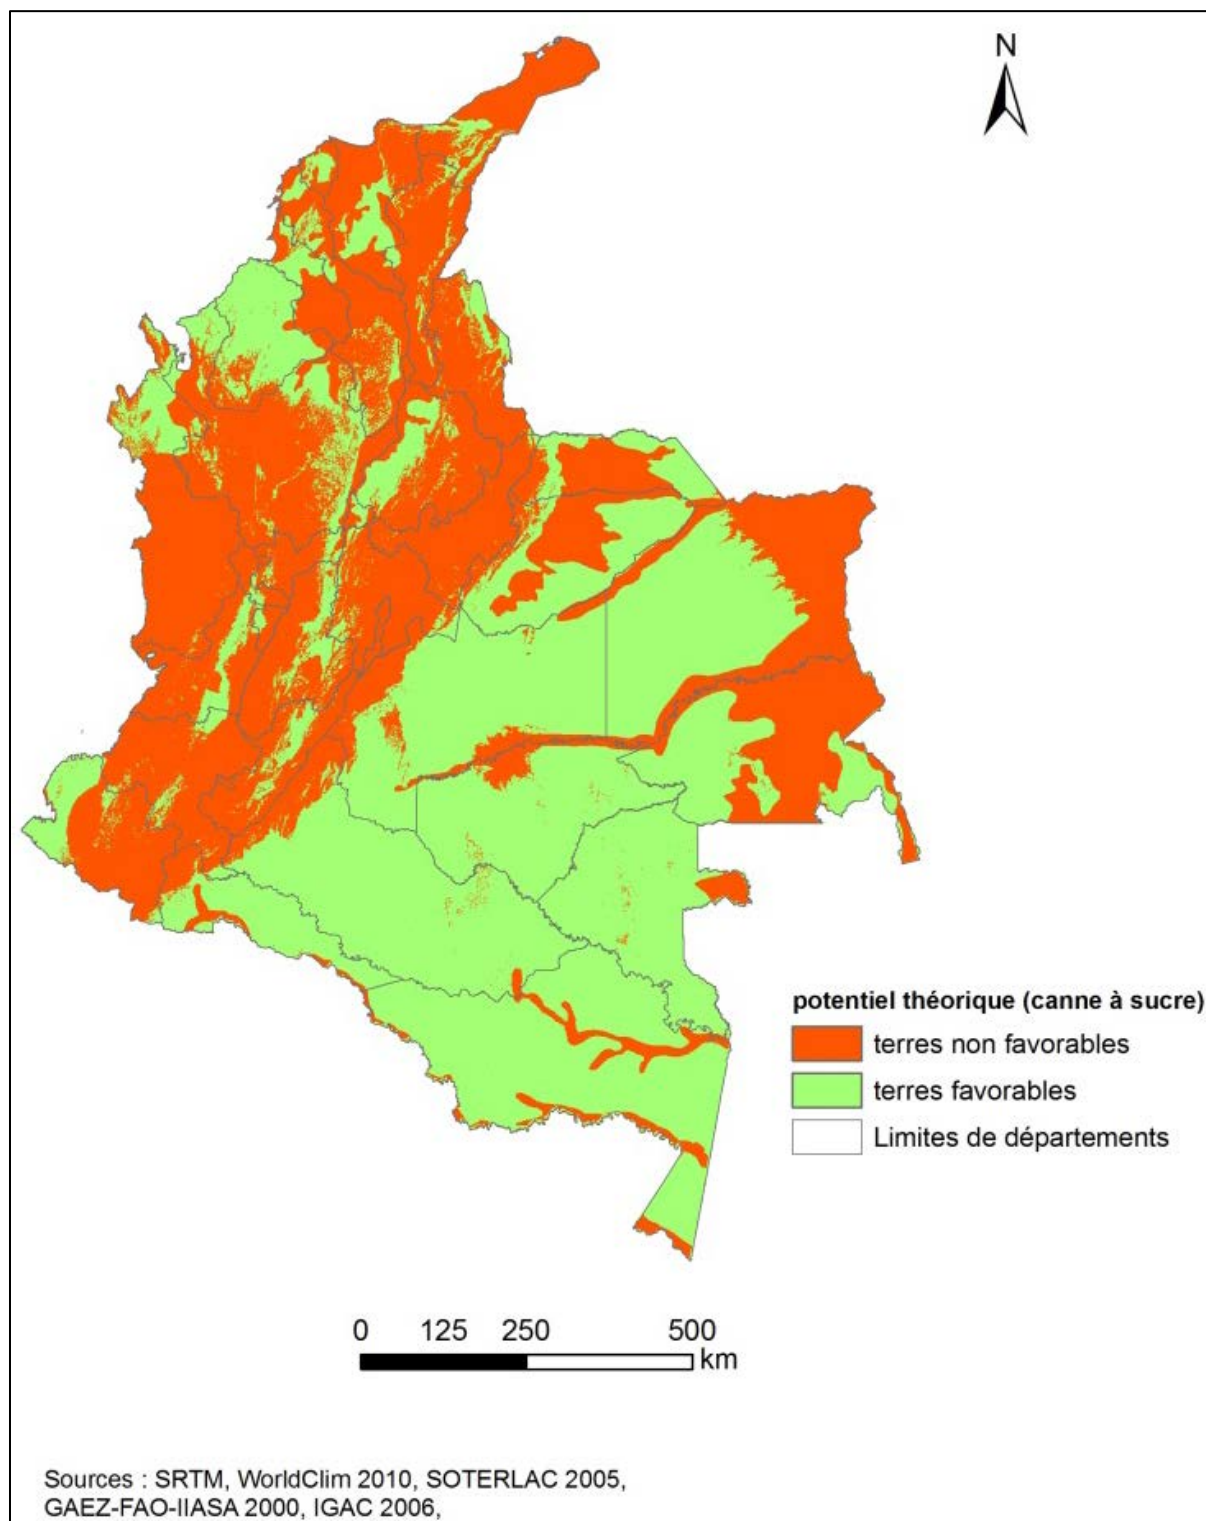 N
potentiel théorique (canne à sucre)
terres non favorables
terres favorables
Limites de départements
0 125 250 500
km
Sources : SRTM, WorldClim 2010, SOTERLAC 2005,
GAEZ-FAO-IIASA 2000, IGAC 2006,